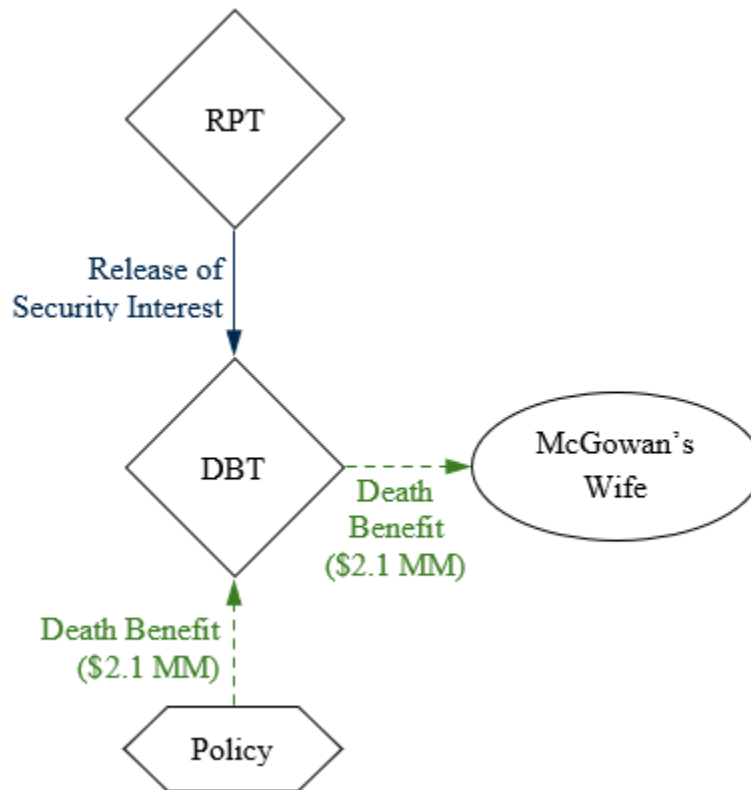 RPT
Release of
Security Interest
DBT
Death
Benefit
($2.1 MM)
McGowan’s
Wife
Death Benefit
($2.1 MM)
Policy